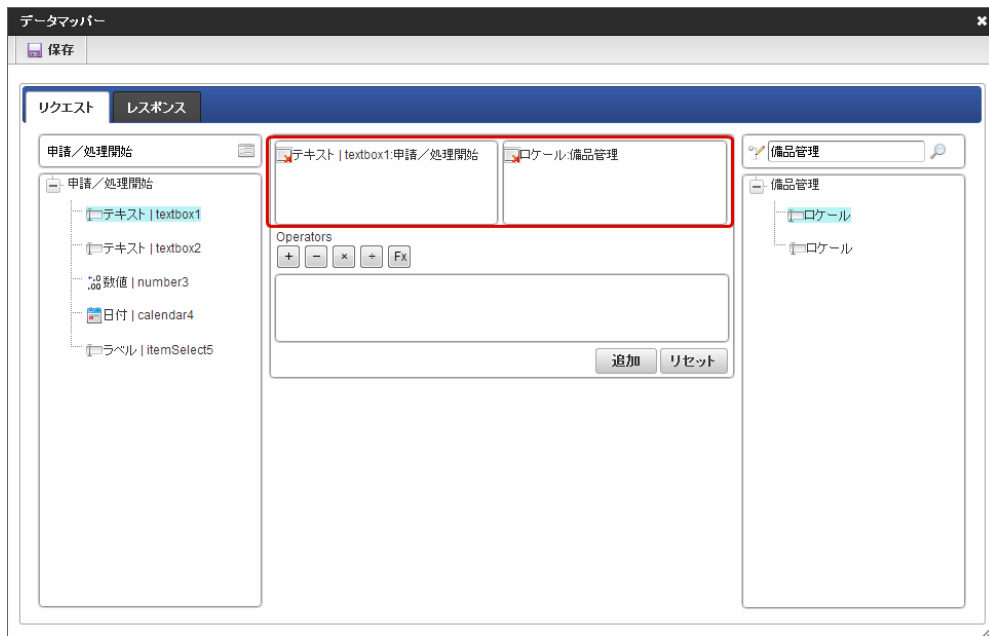 データマッパー
保存
リクエスト レスポンス
申請／処理開始
申請／処理開始
テキスト | textbox1
テキスト | textbox2
数値 | number3
日付 | calendar4
ラベル | itemSelect5
テキスト | textbox1:申請／処理開始
ロケール:備品管理
Operators
+ − × ÷ Fx
追加 リセット
備品管理
備品管理
ロケール
ロケール